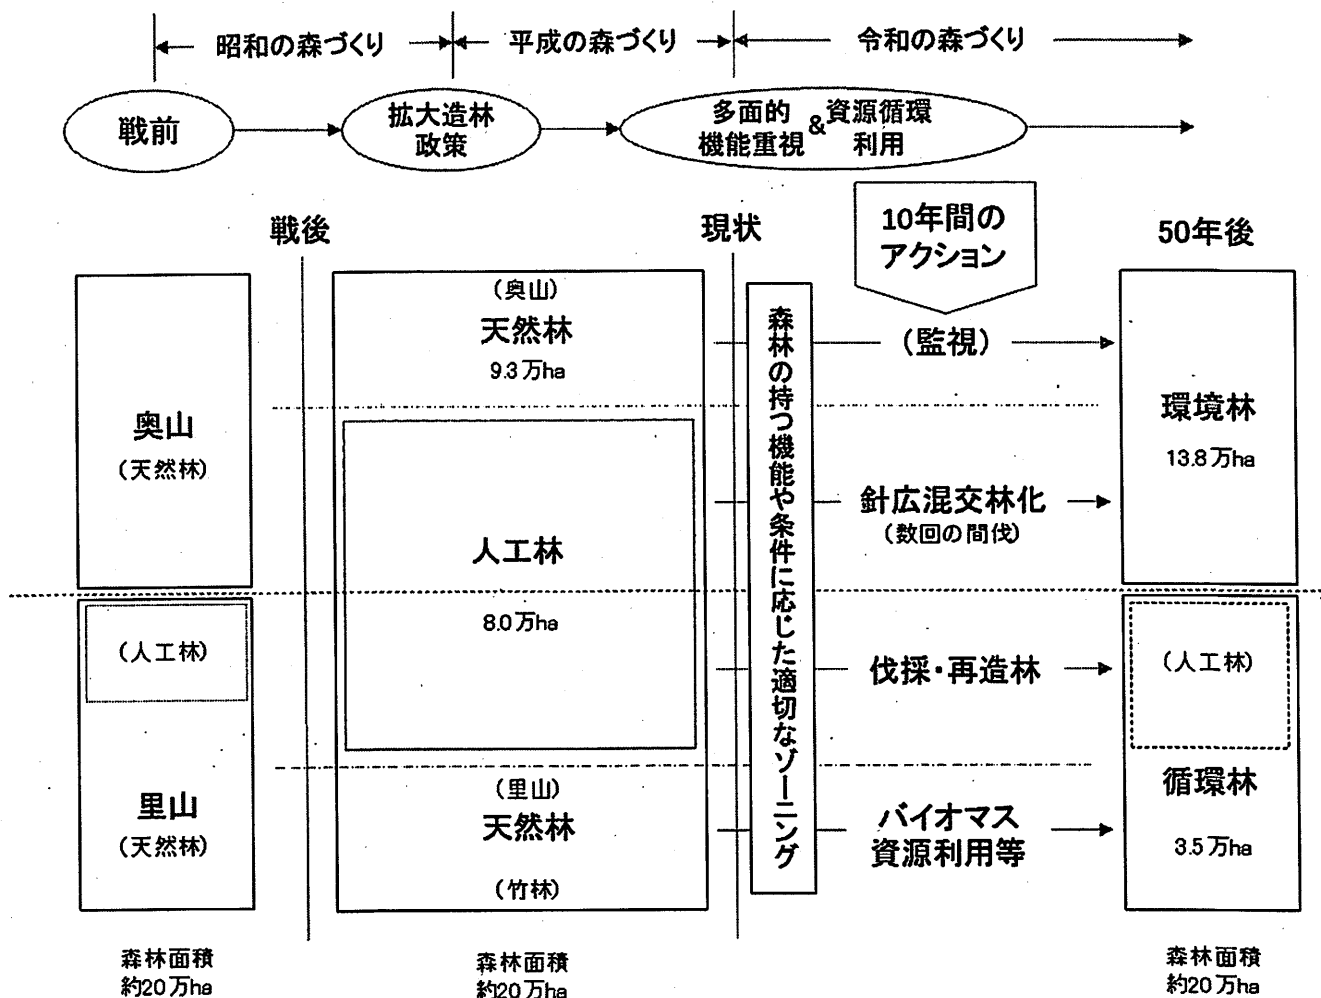 昭和の森づくり
平成の森づくり
令和の森づくり
戦前
拡大造林
政策
多面的
機能重視
&
資源循環
利用
10年間の
アクション
戦後
現状
50年後
奥山
(天然林)
(人工林)
里山
(天然林)
森林面積
約20万ha
(奥山)
天然林
9.3万ha
人工林
8.0万ha
(里山)
天然林
(竹林)
森林面積
約20万ha
森林の持つ機能や条件に応じた適切なゾーニング
(監視)
針広混交林化
(数回の間伐)
伐採・再造林
バイオマス
資源利用等
環境林
13.8万ha
(人工林)
循環林
3.5万ha
森林面積
約20万ha